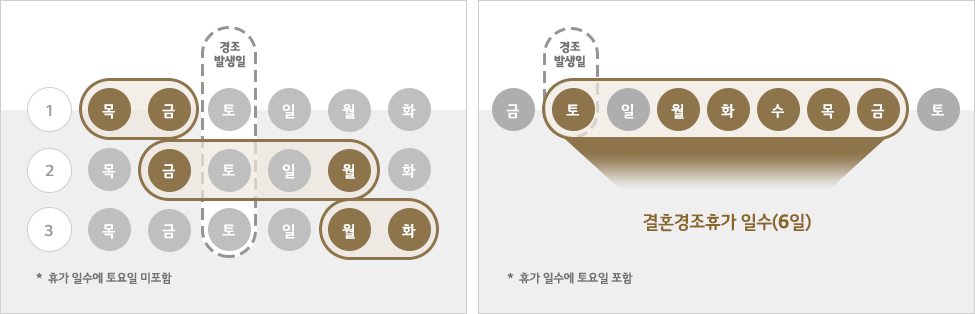 경조
발생일
1 목 금 토 일 월 화
2 목 금 토 일 월 화
3 목 금 토 일 월 화
* 휴가 일수에 토요일 미포함
경조
발생일
금 토 일 월 화 수 목 금 토
결혼경조휴가 일수(6일)
* 휴가 일수에 토요일 포함